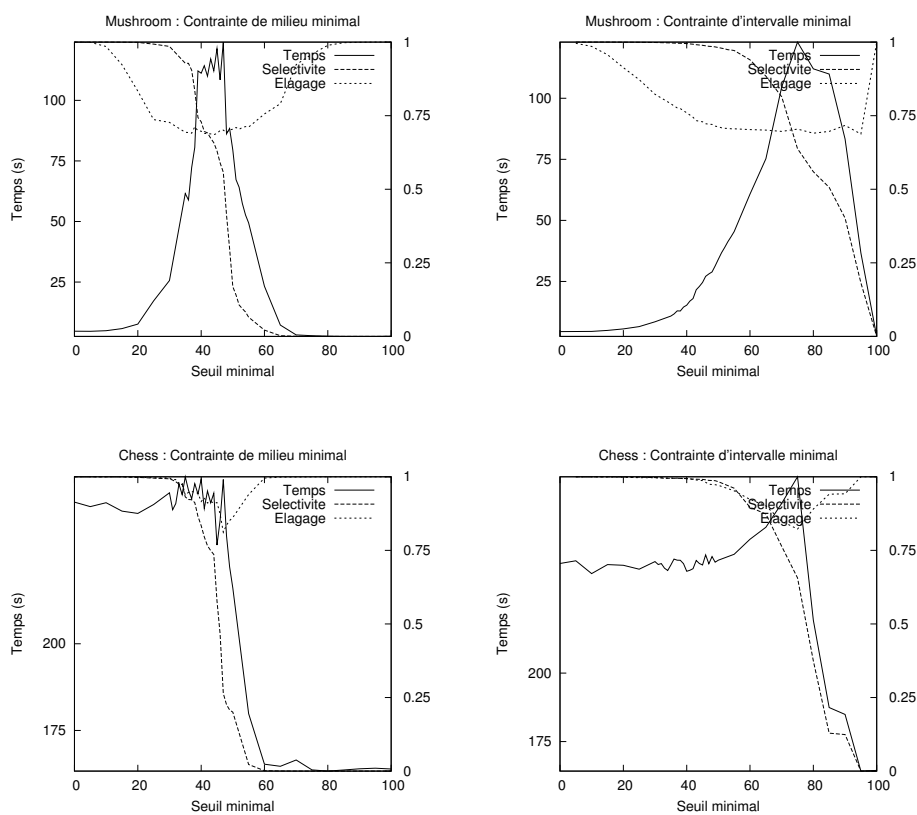 Mushroom : Contrainte de milieu minimal
Temps
Selectivite
Elagage
Temps (s)
100
75
50
25
1
0.75
0.5
0.25
0
0 20 40 60 80 100
Seuil minimal
Mushroom : Contrainte d'intervalle minimal
Temps
Selectivite
Elagage
Temps (s)
100
75
50
25
1
0.75
0.5
0.25
0
0 20 40 60 80 100
Seuil minimal
Chess : Contrainte de milieu minimal
Temps
Selectivite
Elagage
Temps (s)
200
175
1
0.75
0.5
0.25
0
0 20 40 60 80 100
Seuil minimal
Chess : Contrainte d'intervalle minimal
Temps
Selectivite
Elagage
Temps (s)
200
175
1
0.75
0.5
0.25
0
0 20 40 60 80 100
Seuil minimal